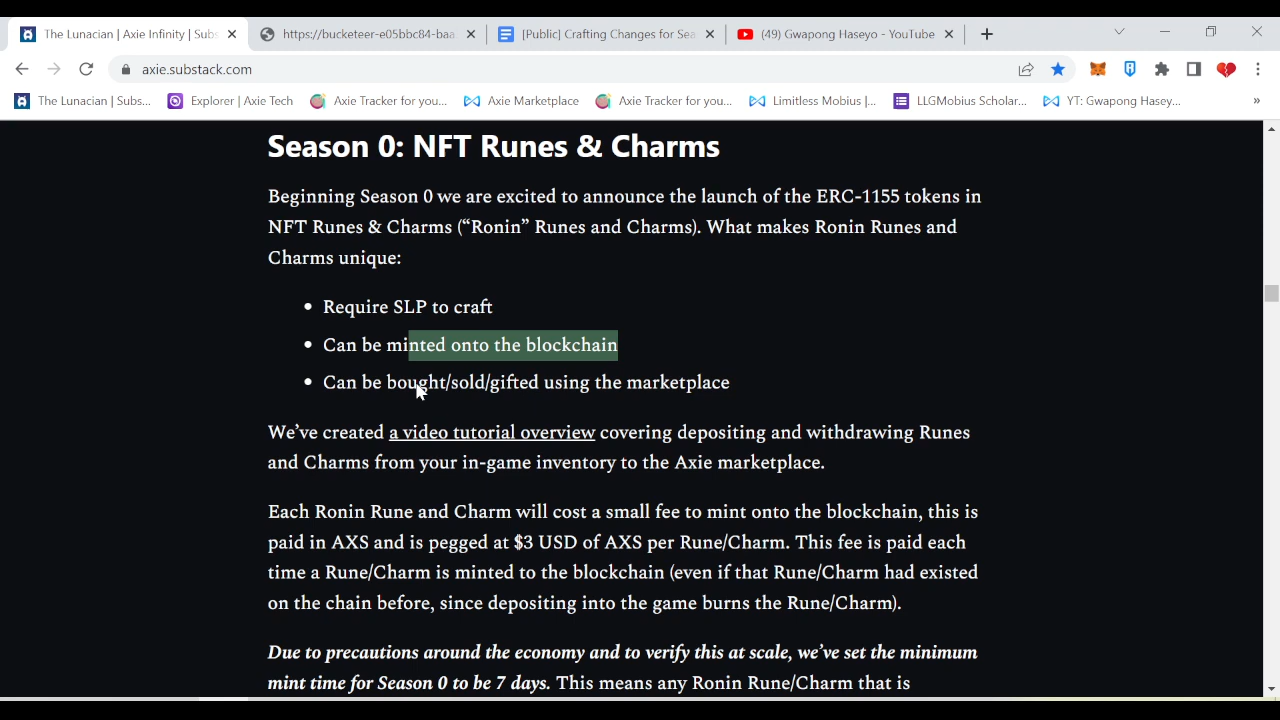 The Lunacian | Axie Infinity | Subs
https://bucketeer-e05bbc84-baa
[Public] Crafting Changes for Sea
(49) Gwapong Haseyo - YouTube
axie.substack.com
The Lunacian | Subs...
Explorer | Axie Tech
Axie Tracker for you...
Axie Marketplace
Axie Tracker for you...
Limitless Mobius |...
LLGMobius Scholar...
YT: Gwapong Hasey...
Season 0: NFT Runes & Charms
Beginning Season 0 we are excited to announce the launch of the ERC-1155 tokens in
NFT Runes & Charms (“Ronin” Runes and Charms). What makes Ronin Runes and
Charms unique:
• Require SLP to craft
• Can be minted onto the blockchain
• Can be bought/sold/gifted using the marketplace
We’ve created a video tutorial overview covering depositing and withdrawing Runes
and Charms from your in-game inventory to the Axie marketplace.
Each Ronin Rune and Charm will cost a small fee to mint onto the blockchain, this is
paid in AXS and is pegged at $3 USD of AXS per Rune/Charm. This fee is paid each
time a Rune/Charm is minted to the blockchain (even if that Rune/Charm had existed
on the chain before, since depositing into the game burns the Rune/Charm).
Due to precautions around the economy and to verify this at scale, we’ve set the minimum
mint time for Season 0 to be 7 days. This means any Ronin Rune/Charm that is